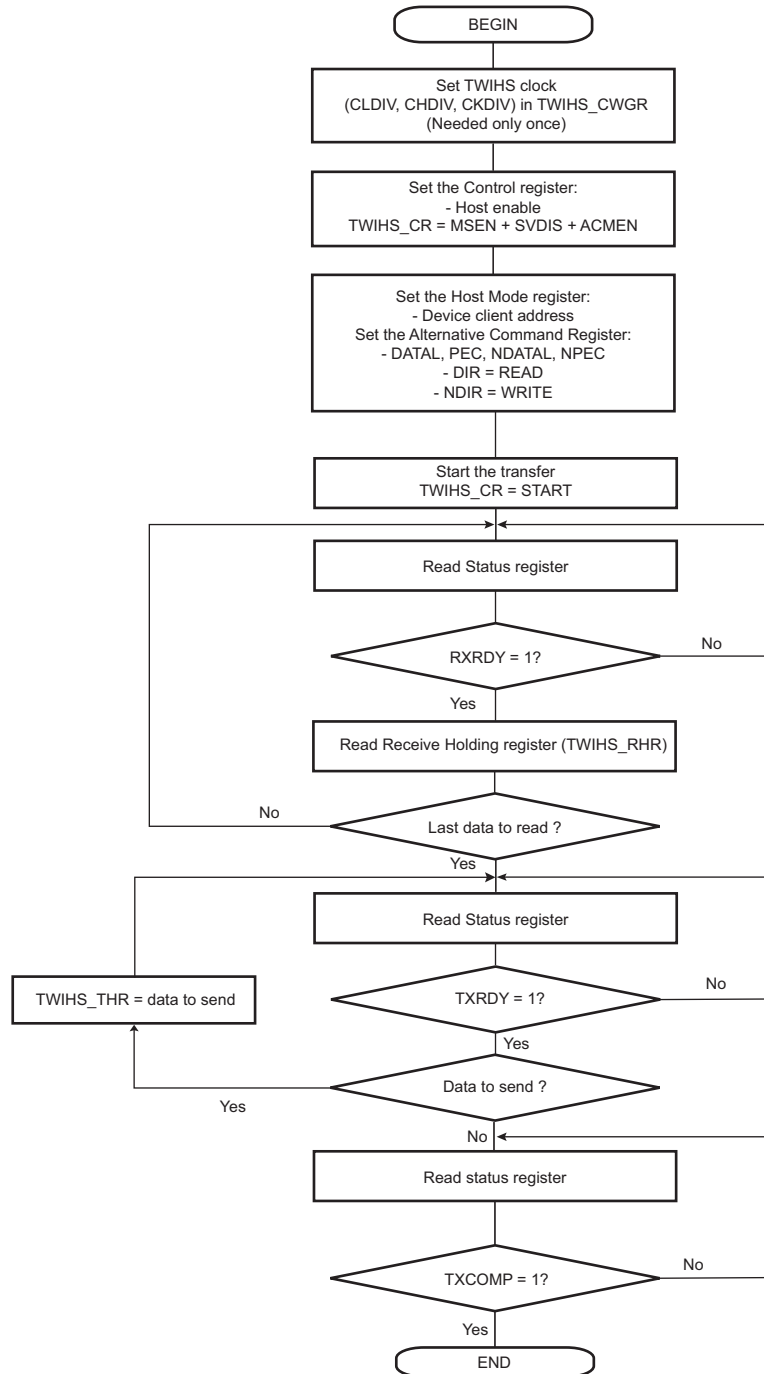 BEGIN
Set TWIHS clock
(CLDIV, CHDIV, CKDIV) in TWIHS_CWGR
(Needed only once)
Set the Control register:
- Host enable
TWIHS_CR = MSEN + SVDIS + ACMEN
Set the Host Mode register:
- Device client address
Set the Alternative Command Register:
- DATAL, PEC, NDATAL, NPEC
- DIR = READ
- NDIR = WRITE
Start the transfer
TWIHS_CR = START
Read Status register
RXRDY = 1?
No
Yes
Read Receive Holding register (TWIHS_RHR)
No
Last data to read ?
Yes
Read Status register
TWIHS_THR = data to send
TXRDY = 1?
No
Yes
Data to send ?
Yes
No
Read status register
TXCOMP = 1?
No
Yes
END